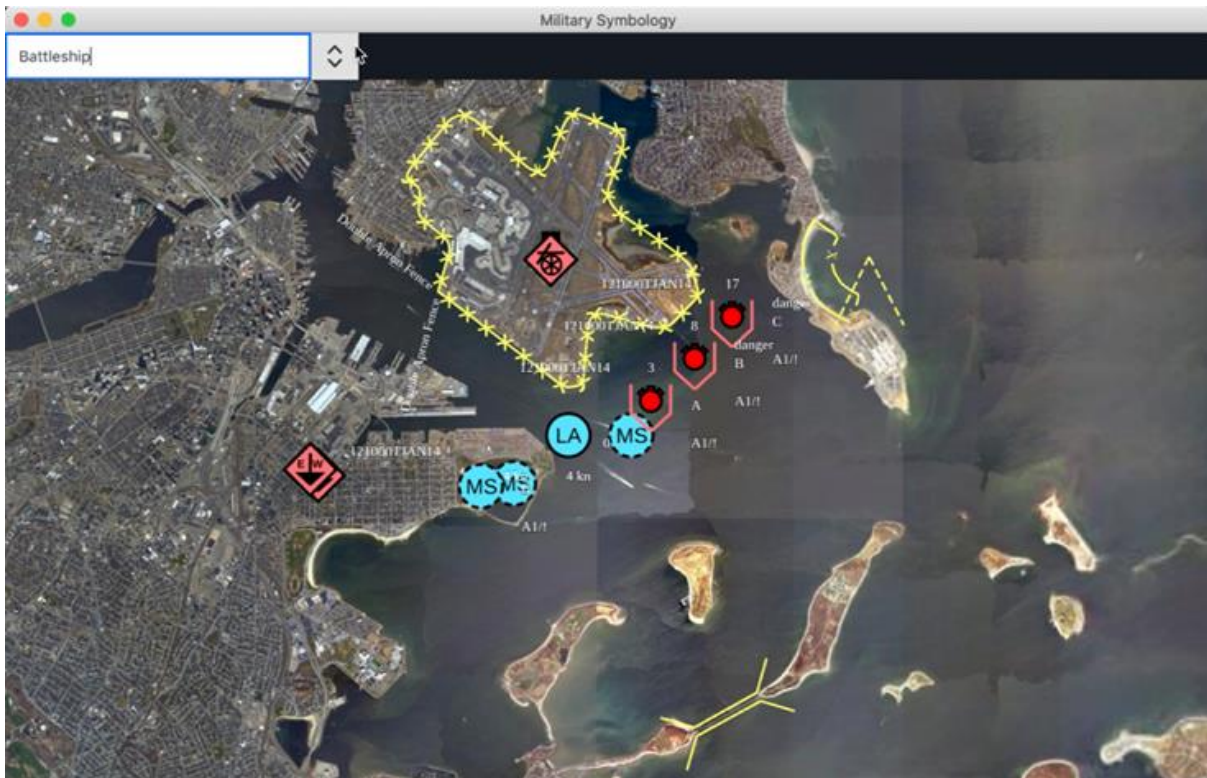 Military Symbology
Battleship
Double Apron Fence
Double Apron Fence
121000TJAN14
17
danger
C
121000TJAN14
8
danger
B
A1/!
121000TJAN14
3
A
A1/!
LA
MS
A1/!
4 kn
E W
121000TJAN14
MS
MS
A1/!